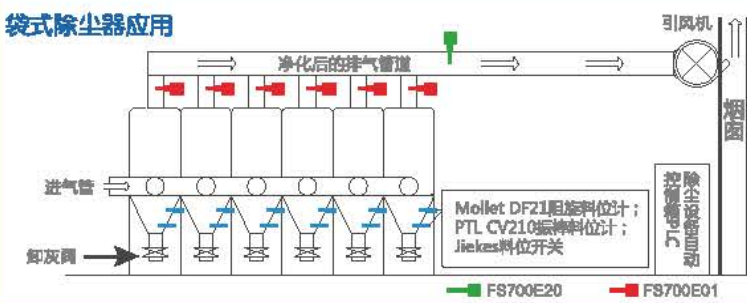 袋式除尘器应用
引风机
净化后的排气管道
烟囱
进气管
Mollet DF21阻旋料位计；
PTL CV210振棒料位计；
Jiekes料位开关
除尘设备自动
控制箱PLC
卸灰阀
FS700E20
FS700E01